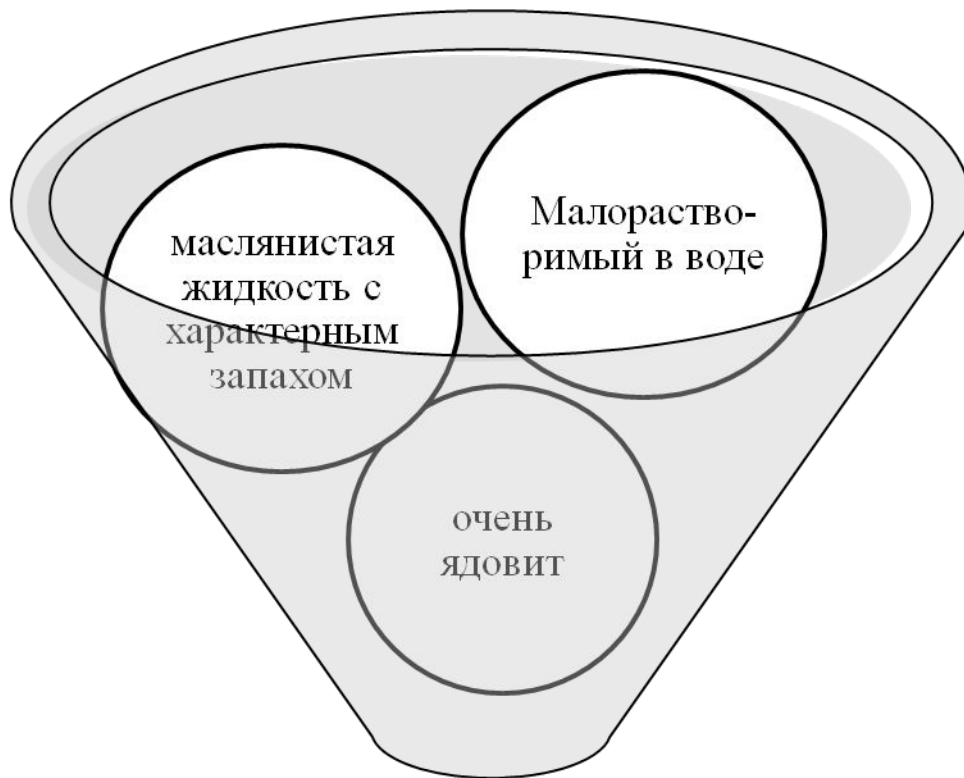 маслянистая
жидкость с
характерным
запахом
Малораство-
римый в воде
очень
ядовит